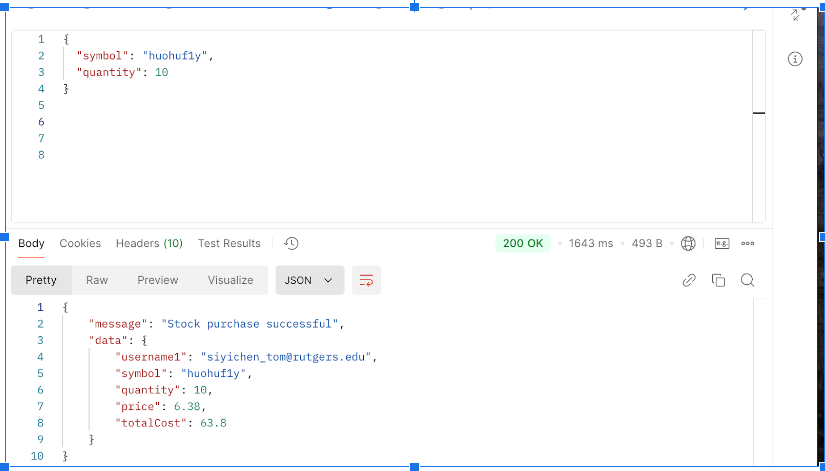 1 {
2 "symbol": "huohuf1y",
3 "quantity": 10
4 }
5
6
7
8
Body Cookies Headers (10) Test Results 200 OK 1643 ms 493 B e.g.
Pretty Raw Preview Visualize JSON
1 {
2 "message": "Stock purchase successful",
3 "data": {
4 "username1": "siyichen_tom@rutgers.edu",
5 "symbol": "huohuf1y",
6 "quantity": 10,
7 "price": 6.38,
8 "totalCost": 63.8
9 }
10 }